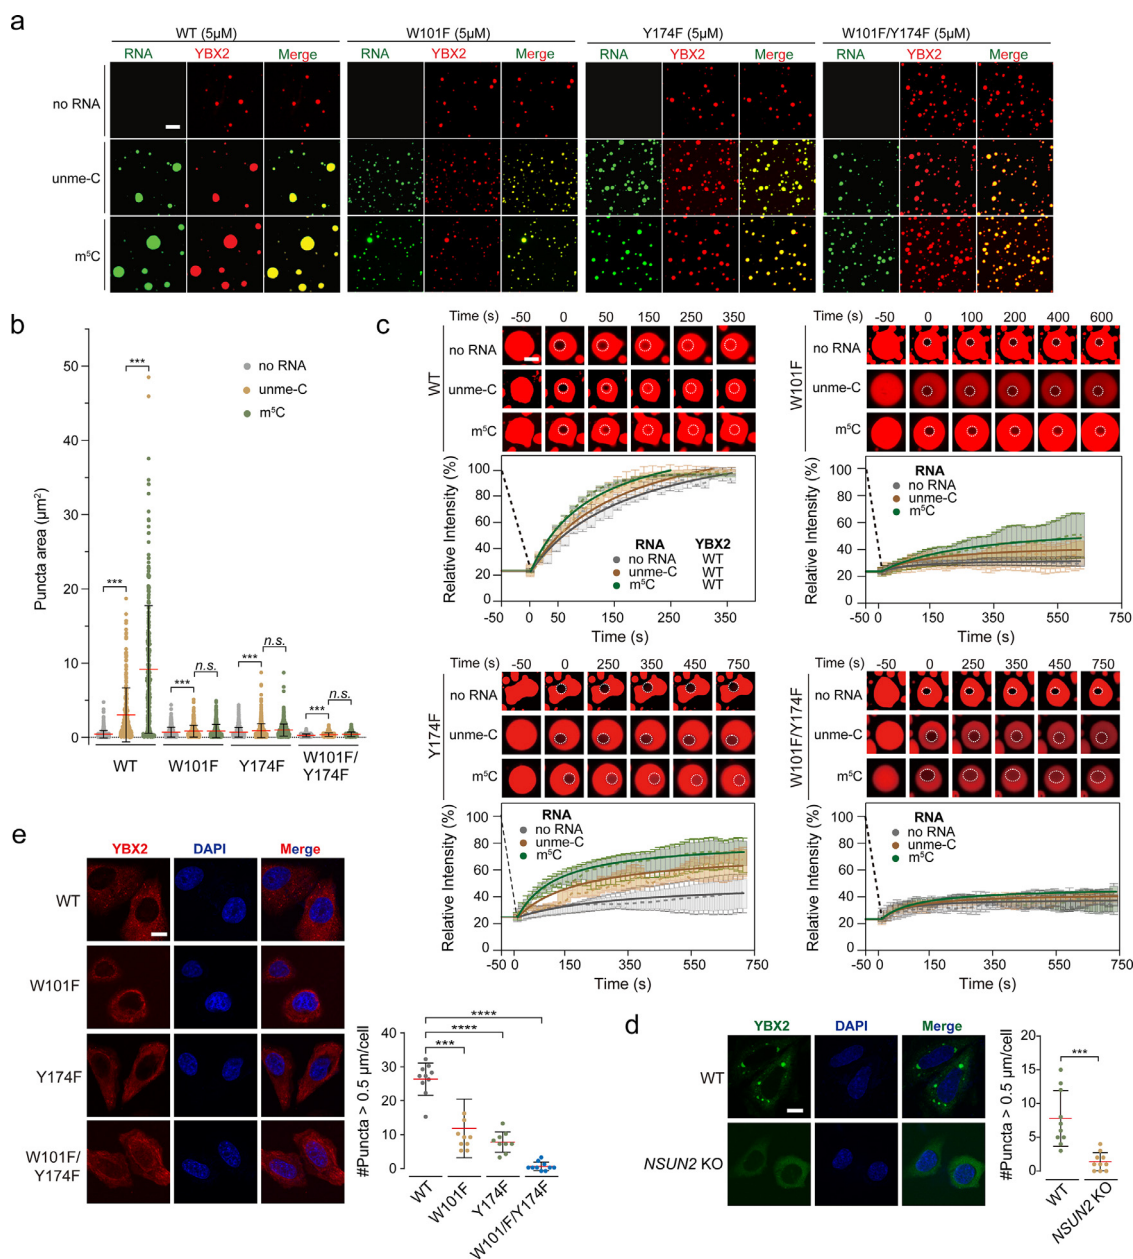 a
WT (5µM) W101F (5µM) Y174F (5µM) W101F/Y174F (5µM)
RNA YBX2 Merge RNA YBX2 Merge RNA YBX2 Merge RNA YBX2 Merge
no RNA
unme-C
m⁵C
b
Puncta area (µm²)
50
40
30
20
10
0
no RNA
unme-C
m⁵C
*** ***
*** n.s.
*** n.s.
*** n.s.
WT W101F Y174F W101F/
Y174F
c
Time (s) -50 0 50 150 250 350
WT
no RNA
unme-C
m⁵C
Relative Intensity (%)
100
80
60
40
20
0
RNA YBX2
no RNA WT
unme-C WT
m⁵C WT
-50 0 50 150 250 350
Time (s)
Time (s) -50 0 100 200 400 600
W101F
no RNA
unme-C
m⁵C
Relative Intensity (%)
100
80
60
40
20
0
RNA
no RNA
unme-C
m⁵C
-50 0 150 350 550 750
Time (s)
Time (s) -50 0 250 350 450 750
Y174F
no RNA
unme-C
m⁵C
Relative Intensity (%)
100
80
60
40
20
0
RNA
no RNA
unme-C
m⁵C
-50 0 150 350 550 750
Time (s)
Time (s) -50 0 250 350 450 750
W101F/Y174F
no RNA
unme-C
m⁵C
Relative Intensity (%)
100
80
60
40
20
0
RNA
no RNA
unme-C
m⁵C
-50 0 150 350 550 750
Time (s)
e
YBX2 DAPI Merge
WT
W101F
Y174F
W101F/
Y174F
#Puncta > 0.5 µm/cell
40
30
20
10
0
****
****
***
WT W101F Y174F W101/F/Y174F
d
YBX2 DAPI Merge
WT
NSUN2 KO
#Puncta > 0.5 µm/cell
20
15
10
5
0
***
WT NSUN2 KO